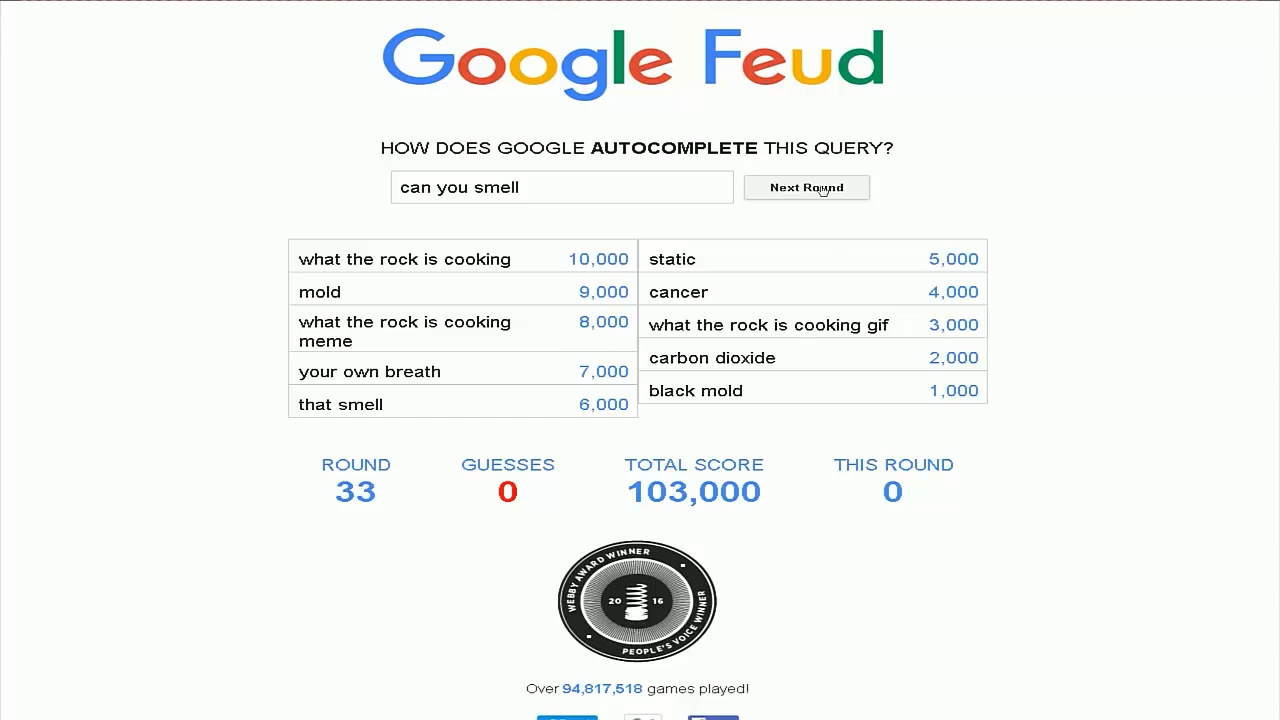 Google Feud
HOW DOES GOOGLE AUTOCOMPLETE THIS QUERY?
can you smell
Next Round
what the rock is cooking 10,000
mold 9,000
what the rock is cooking 8,000
meme
your own breath 7,000
that smell 6,000
static 5,000
cancer 4,000
what the rock is cooking gif 3,000
carbon dioxide 2,000
black mold 1,000
ROUND GUESSES TOTAL SCORE THIS ROUND
33 0 103,000 0
WEBBY AWARD WINNER
20 16
PEOPLE'S VOICE WINNER
Over 94,817,518 games played!